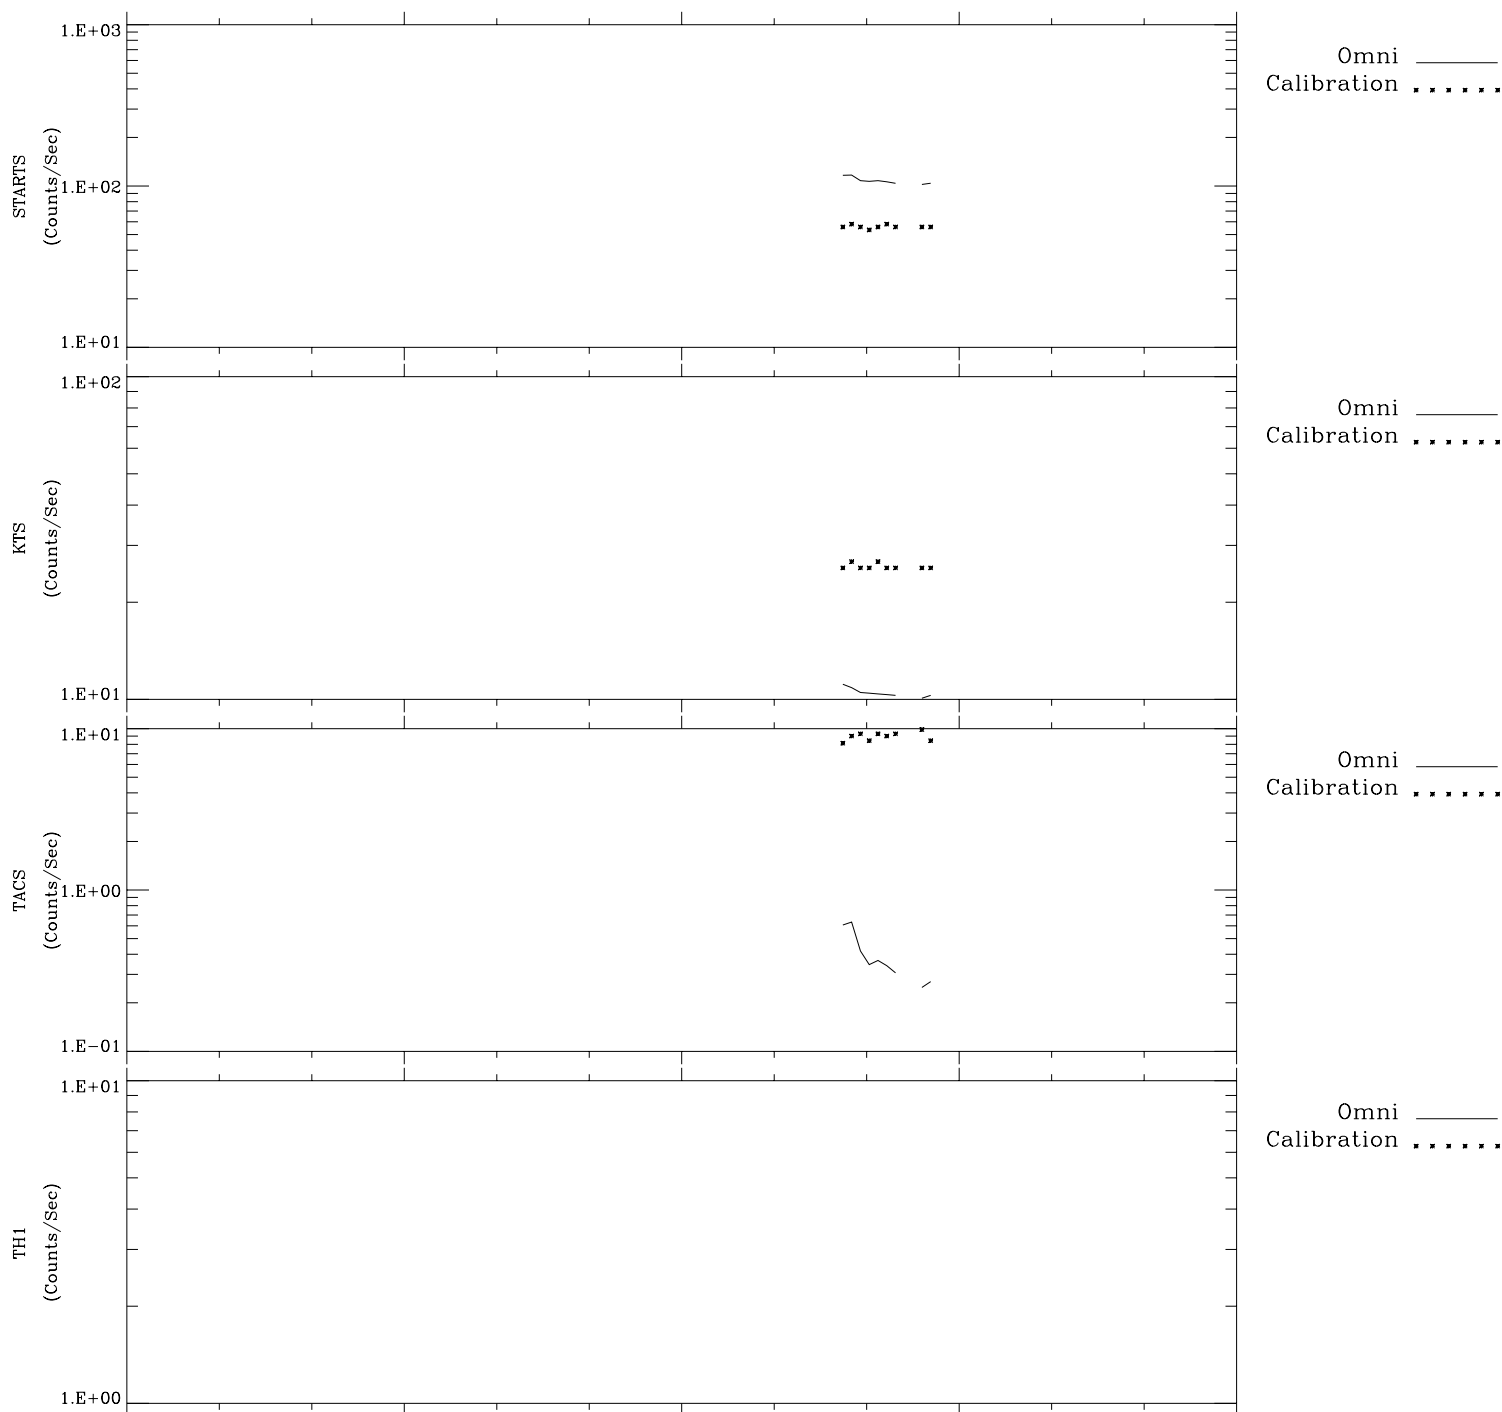 1.E+03
STARTS
(Counts/Sec)
1.E+02
1.E+01
Omni
Calibration
1.E+02
KTS
(Counts/Sec)
1.E+01
Omni
Calibration
1.E+01
TACS
(Counts/Sec)
1.E+00
1.E−01
Omni
Calibration
1.E+01
TH1
(Counts/Sec)
1.E+00
Omni
Calibration